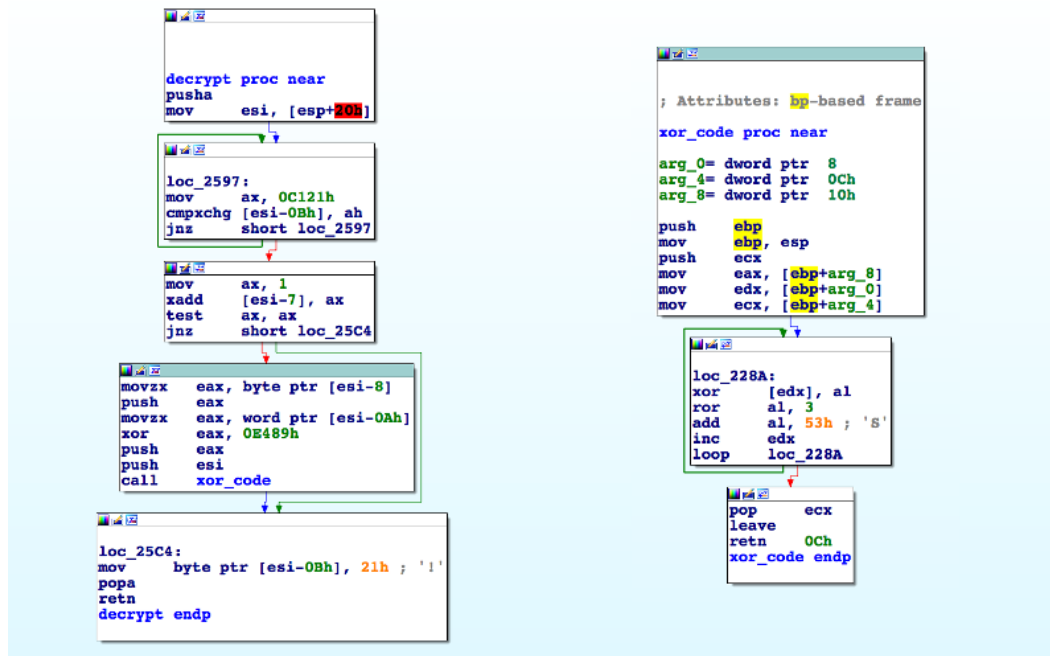 decrypt proc near
pusha
mov esi, [esp+20h]
loc_2597:
mov ax, 0C121h
cmpxchg [esi-0Bh], ah
jnz short loc_2597
mov ax, 1
xadd [esi-7], ax
test ax, ax
jnz short loc_25C4
movzx eax, byte ptr [esi-8]
push eax
movzx eax, word ptr [esi-0Ah]
xor eax, 0E489h
push eax
push esi
call xor_code
loc_25C4:
mov byte ptr [esi-0Bh], 21h ; '!'
popa
retn
decrypt endp
; Attributes: bp-based frame
xor_code proc near
arg_0= dword ptr 8
arg_4= dword ptr 0Ch
arg_8= dword ptr 10h
push ebp
mov ebp, esp
push ecx
mov eax, [ebp+arg_8]
mov edx, [ebp+arg_0]
mov ecx, [ebp+arg_4]
loc_228A:
xor [edx], al
ror al, 3
add al, 53h ; 'S'
inc edx
loop loc_228A
pop ecx
leave
retn 0Ch
xor_code endp